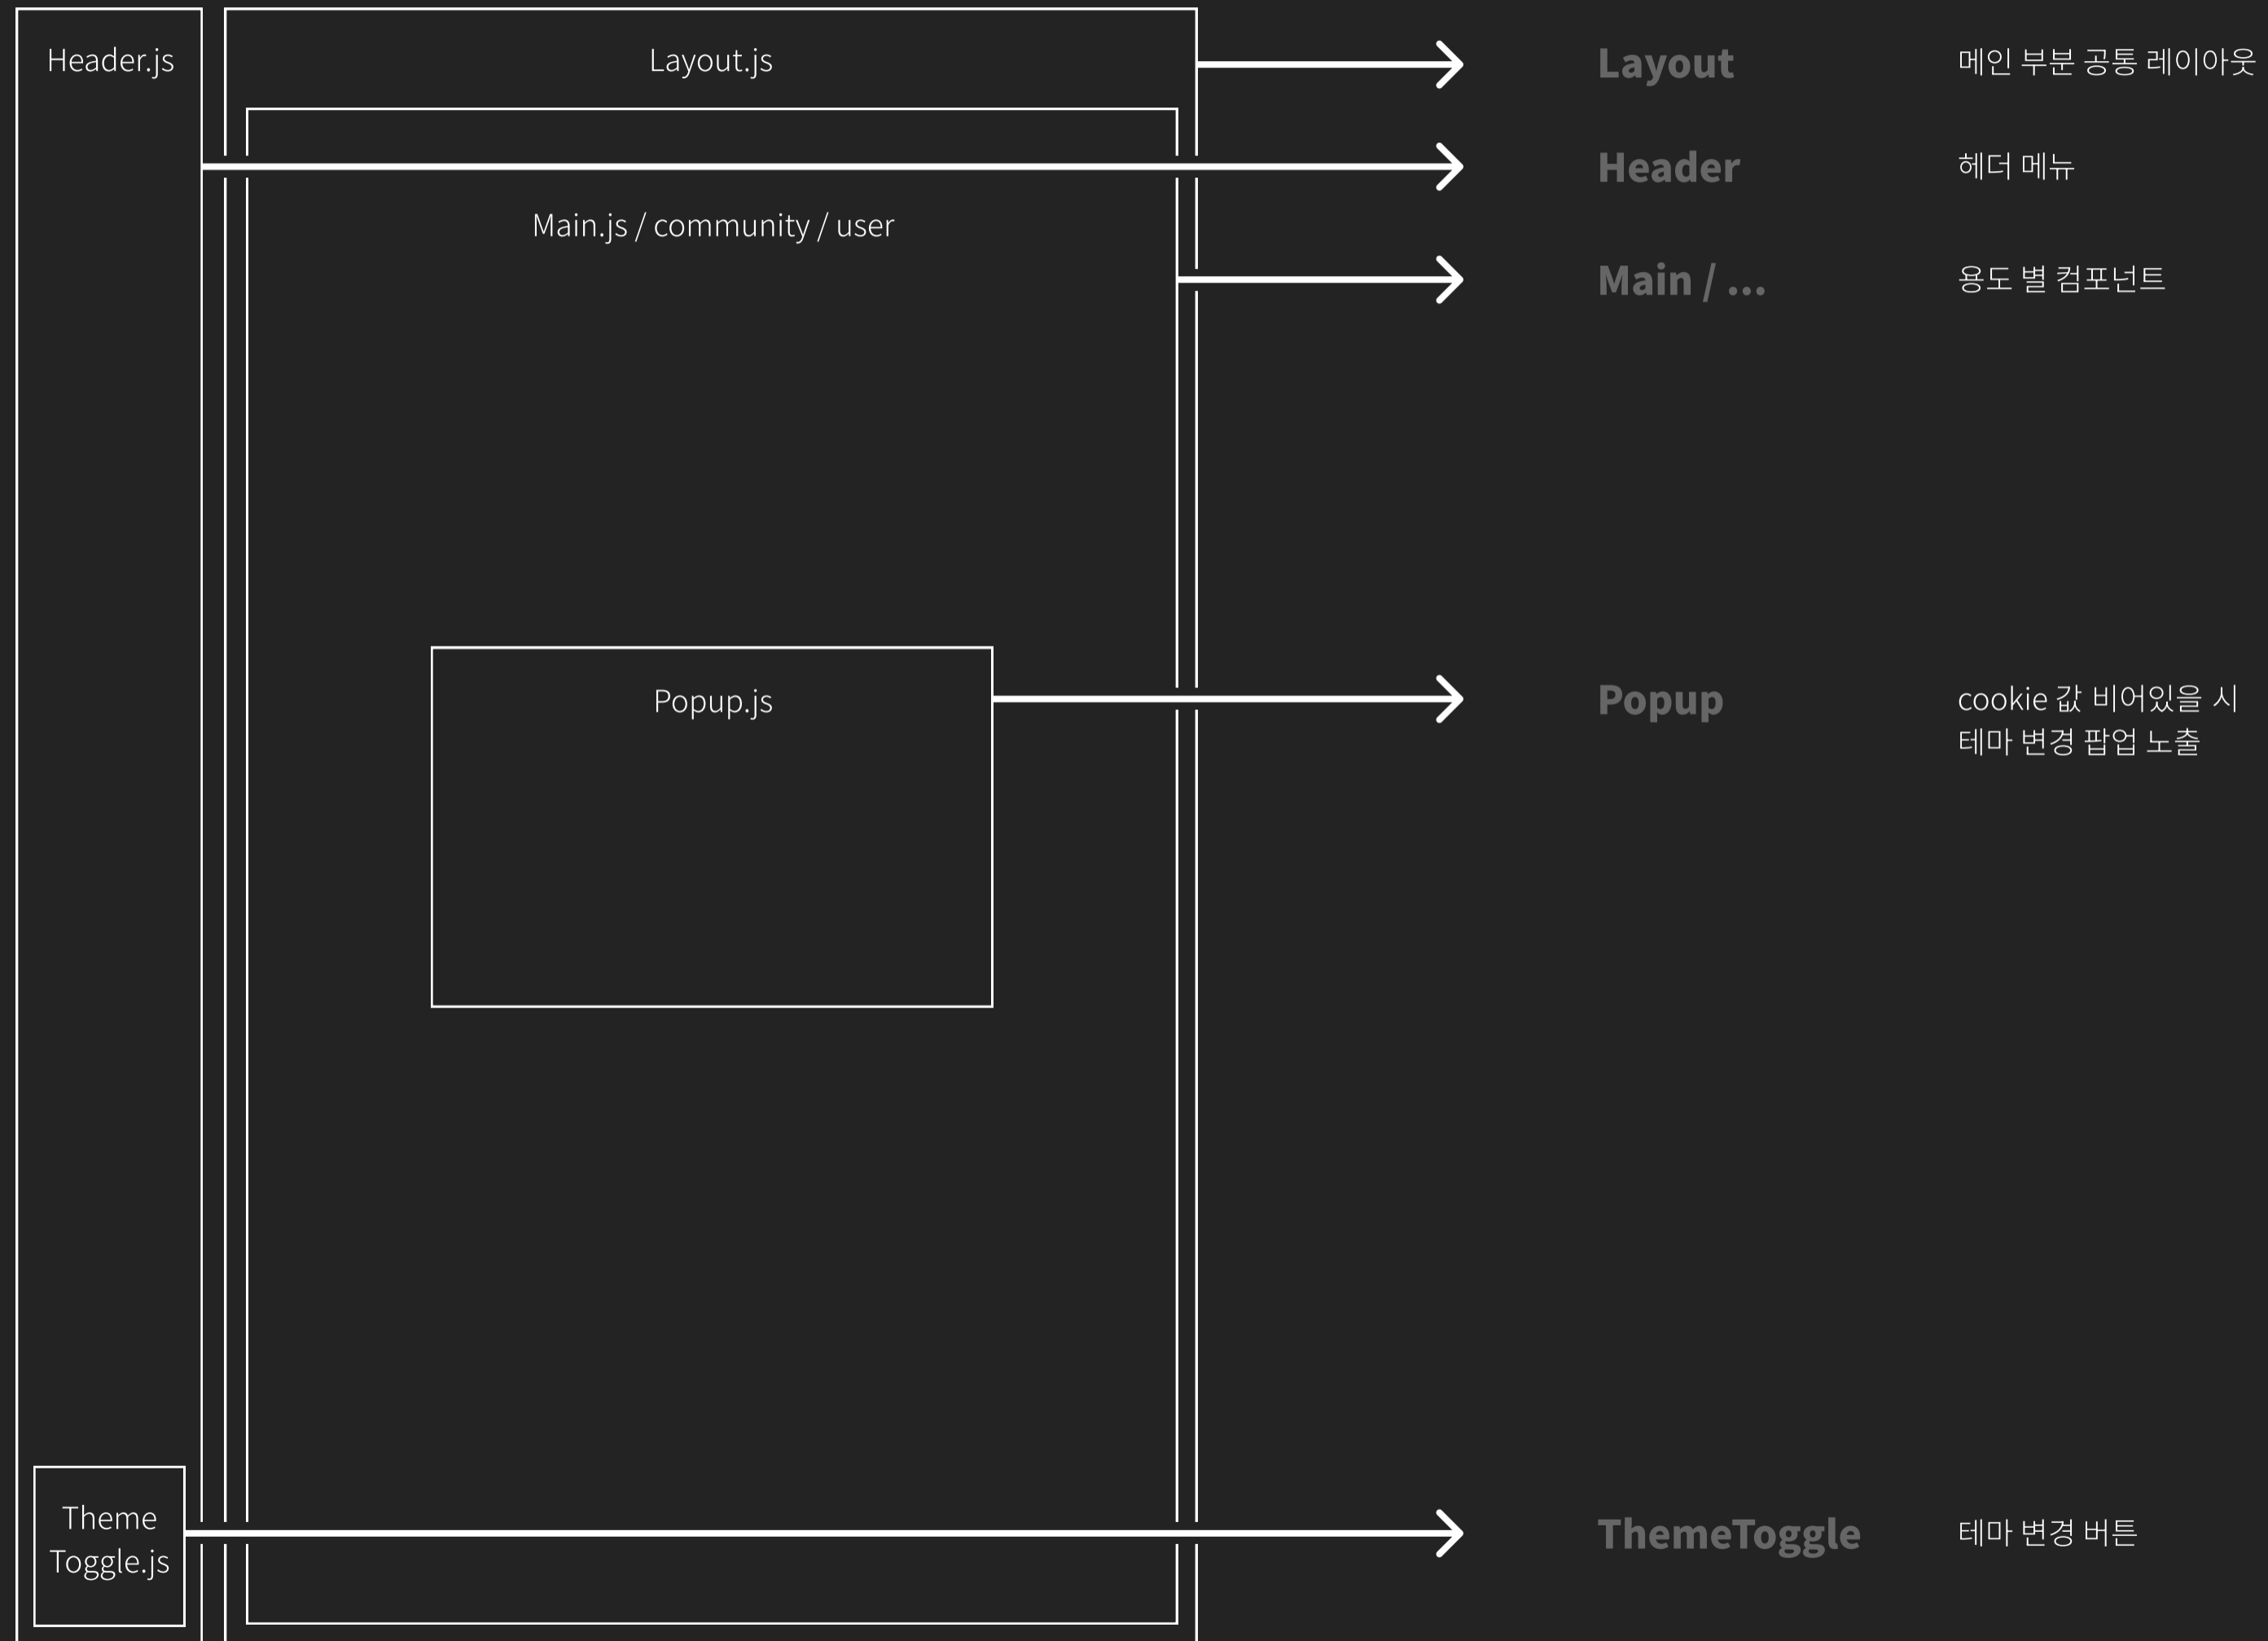 Header.js
Layout.js
Layout
메인 부분 공통레이아웃
Header
헤더 메뉴
Main.js / community / user
Main / ...
요도별 컴포넌트
Popup.js
Popup
cookie 값 비어있을 시
테마 별청 팝업 노출
Theme
Toggle.js
ThemeToggle
테마변경 버튼